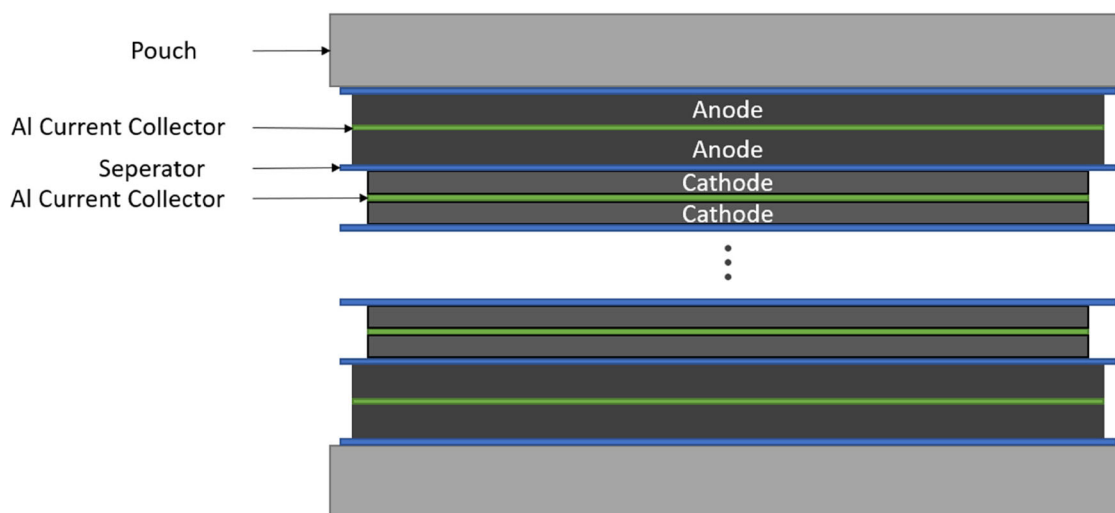 Pouch
Anode
Al Current Collector
Anode
Seperator
Cathode
Al Current Collector
Cathode